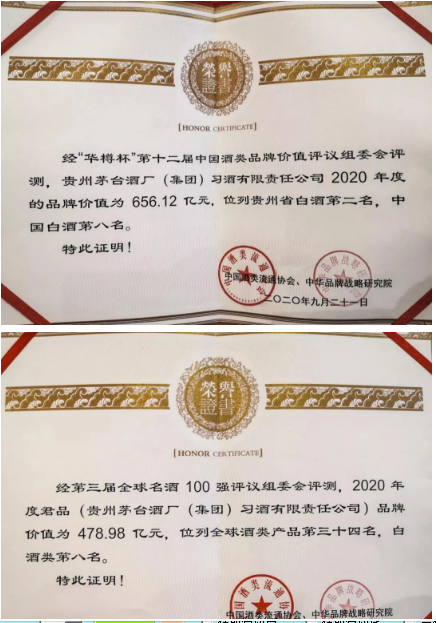 榮譽
證書
[HONOR CERTIFICATE]
经“华樽杯”第十二届中国酒类品牌价值评议组委会评
测，贵州茅台酒厂（集团）习酒有限责任公司 2020 年度
的品牌价值为 656.12 亿元，位列贵州省白酒第二名，中
国白酒第八名。
特此证明！
中国酒类流通协会、中华品牌战略研究院
二〇二〇年九月二十一日
榮譽
證書
[HONOR CERTIFICATE]
经第三届全球名酒 100 强评议组委会评测，2020 年
度君品（贵州茅台酒厂（集团）习酒有限责任公司）品牌
价值为 478.98 亿元，位列全球酒类产品第三十四名，白
酒类第八名。
特此证明！
中国酒类流通协会、中华品牌战略研究院